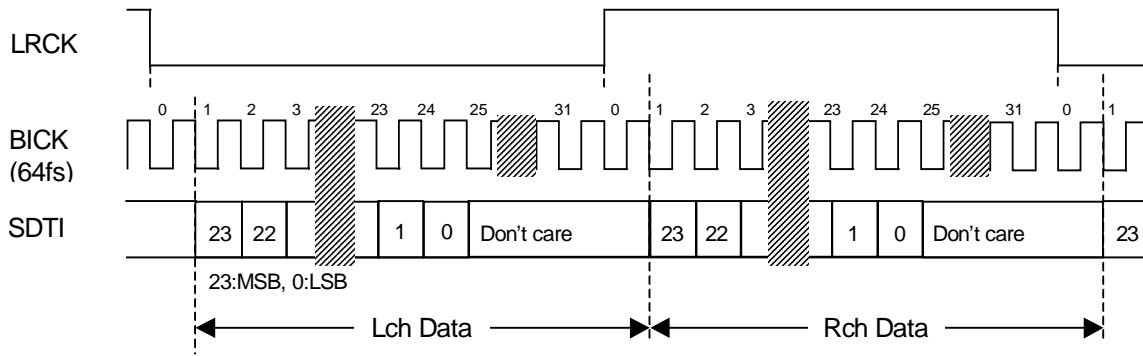 LRCK
0 1 2 3 23 24 25 31 0 1 2 3 23 24 25 31 0 1
BICK
(64fs)
SDTI 23 22 1 0 Don't care 23 22 1 0 Don't care 23
23:MSB, 0:LSB
Lch Data Rch Data